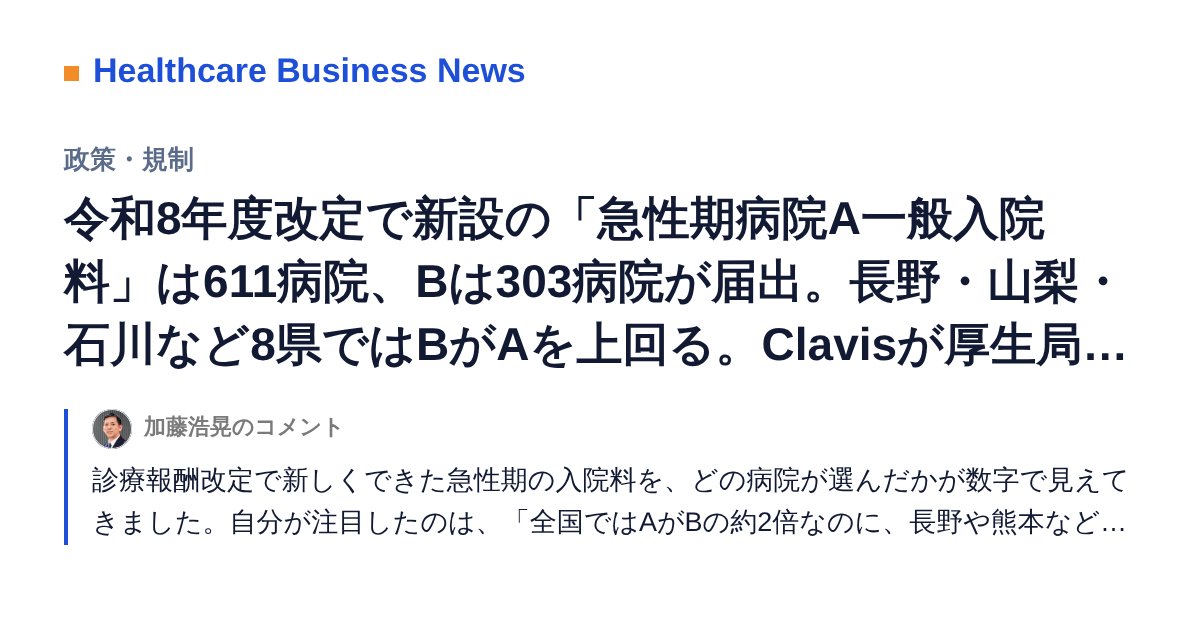 Healthcare Business News
政策・規制
令和8年度改定で新設の「急性期病院A一般入院
料」は611病院、Bは303病院が届出。長野・山梨・
石川など8県ではBがAを上回る。Clavisが厚生局…
加藤浩晃のコメント
診療報酬改定で新しくできた急性期の入院料を、どの病院が選んだかが数字で見えて
きました。自分が注目したのは、「全国ではAがBの約2倍なのに、長野や熊本など…